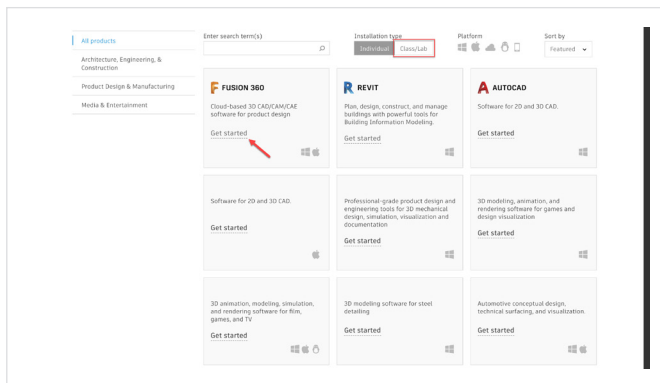 All products
Architecture, Engineering, &
Construction
Product Design & Manufacturing
Media & Entertainment
Enter search term(s)
Installation type
Individual
Class/Lab
Platform
Sort by
Featured
FUSION 360
Cloud-based 3D CAD/CAM/CAE
software for product design
Get started
REVIT
Plan, design, construct, and manage
buildings with powerful tools for
Building Information Modeling.
Get started
AUTOCAD
Software for 2D and 3D CAD.
Get started
Software for 2D and 3D CAD.
Get started
Professional-grade product design and
engineering tools for 3D mechanical
design, simulation, visualization and
documentation
Get started
3D modeling, animation, and
rendering software for games and
design visualization
Get started
3D animation, modeling, simulation,
and rendering software for film,
games, and TV
Get started
3D modeling software for steel
detailing
Get started
Automotive conceptual design,
technical surfacing, and visualization.
Get started